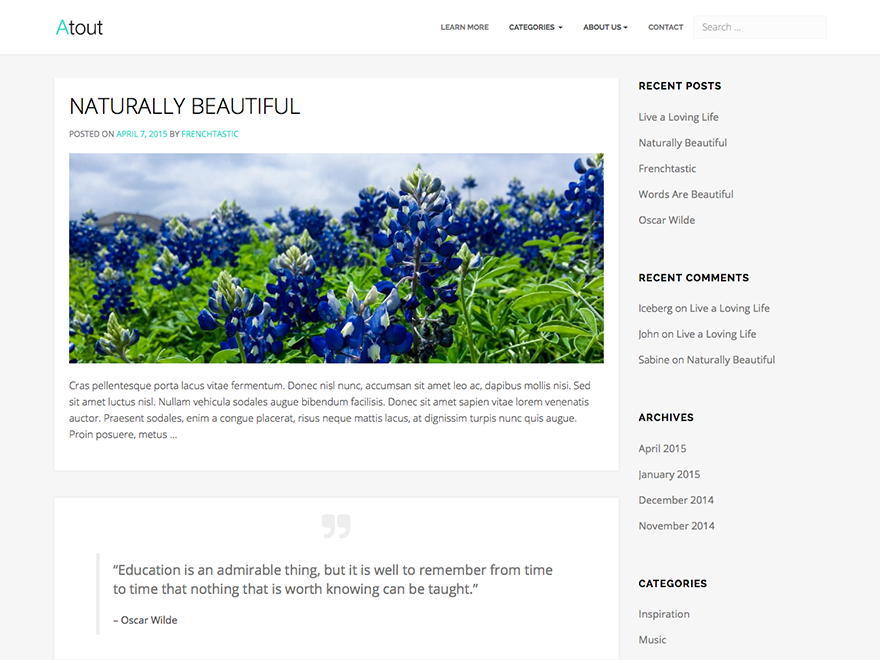 Atout
LEARN MORE
CATEGORIES
ABOUT US
CONTACT
Search ...
NATURALLY BEAUTIFUL
POSTED ON APRIL 7, 2015 BY FRENCHTASTIC
Cras pellentesque porta lacus vitae fermentum. Donec nisl nunc, accumsan sit amet leo ac, dapibus mollis nisi. Sed
sit amet luctus nisl. Nullam vehicula sodales augue bibendum facilisis. Donec sit amet sapien vitae lorem venenatis
auctor. Praesent sodales, enim a congue placerat, risus neque mattis lacus, at dignissim turpis nunc quis augue.
Proin posuere, metus ...
“Education is an admirable thing, but it is well to remember from time
to time that nothing that is worth knowing can be taught.”
– Oscar Wilde
RECENT POSTS
Live a Loving Life
Naturally Beautiful
Frenchtastic
Words Are Beautiful
Oscar Wilde
RECENT COMMENTS
Iceberg on Live a Loving Life
John on Live a Loving Life
Sabine on Naturally Beautiful
ARCHIVES
April 2015
January 2015
December 2014
November 2014
CATEGORIES
Inspiration
Music